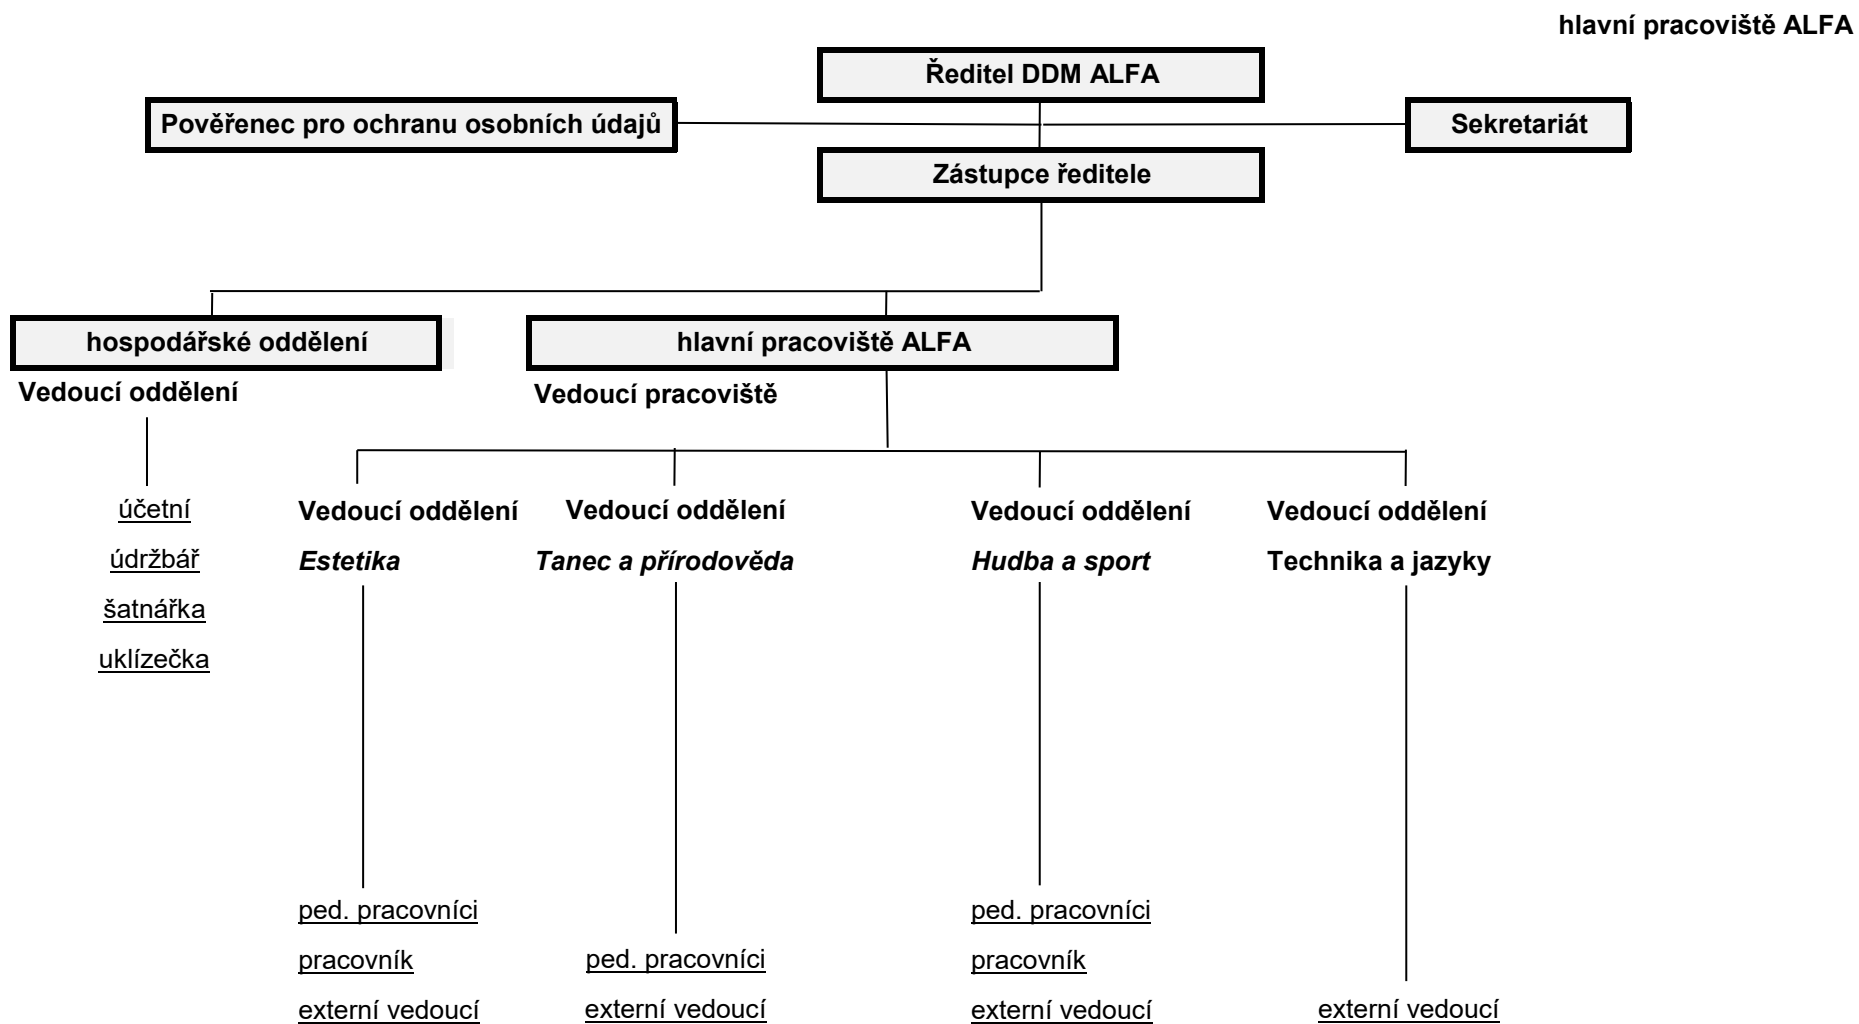 hlavní pracoviště ALFA
Ředitel DDM ALFA
Pověřenec pro ochranu osobních údajů
Sekretariát
Zástupce ředitele
hospodářské oddělení
hlavní pracoviště ALFA
Vedoucí oddělení
Vedoucí pracoviště
účetní
údržbář
šatnářka
uklízečka
Vedoucí oddělení
Estetika
ped. pracovníci
pracovník
externí vedoucí
Vedoucí oddělení
Tanec a přírodověda
ped. pracovníci
externí vedoucí
Vedoucí oddělení
Hudba a sport
ped. pracovníci
pracovník
externí vedoucí
Vedoucí oddělení
Technika a jazyky
externí vedoucí